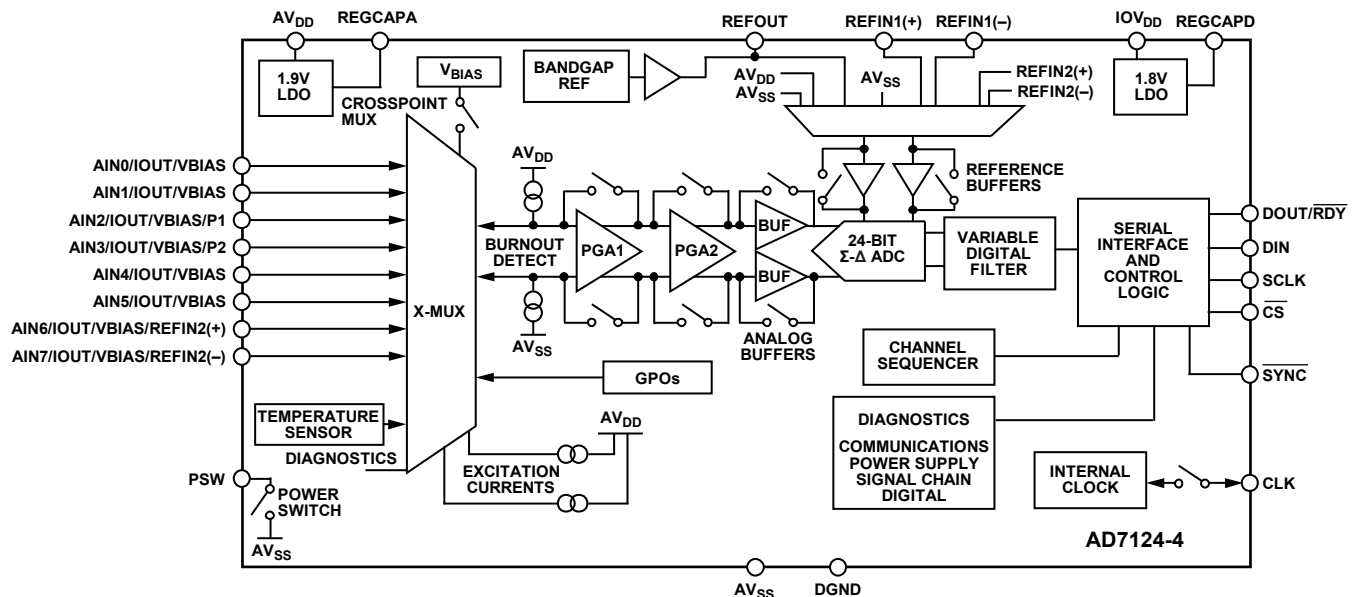 AVDD
REGCAPA
REFOUT
REFIN1(+)
REFIN1(–)
IOVDD
REGCAPD
1.9V
LDO
VBIAS
CROSSPOINT
MUX
BANDGAP
REF
AVDD
AVSS
AVSS
REFIN2(+)
REFIN2(–)
1.8V
LDO
AIN0/IOUT/VBIAS
AIN1/IOUT/VBIAS
AIN2/IOUT/VBIAS/P1
AIN3/IOUT/VBIAS/P2
AIN4/IOUT/VBIAS
AIN5/IOUT/VBIAS
AIN6/IOUT/VBIAS/REFIN2(+)
AIN7/IOUT/VBIAS/REFIN2(–)
X-MUX
AVDD
BURNOUT
DETECT
AVSS
PGA1
PGA2
BUF
BUF
ANALOG
BUFFERS
REFERENCE
BUFFERS
24-BIT
Σ-Δ ADC
VARIABLE
DIGITAL
FILTER
SERIAL
INTERFACE
AND
CONTROL
LOGIC
DOUT/RDY
DIN
SCLK
CS
SYNC
GPOs
CHANNEL
SEQUENCER
TEMPERATURE
SENSOR
DIAGNOSTICS
EXCITATION
CURRENTS
AVDD
DIAGNOSTICS
COMMUNICATIONS
POWER SUPPLY
SIGNAL CHAIN
DIGITAL
PSW
POWER
SWITCH
AVSS
INTERNAL
CLOCK
CLK
AD7124-4
AVSS
DGND